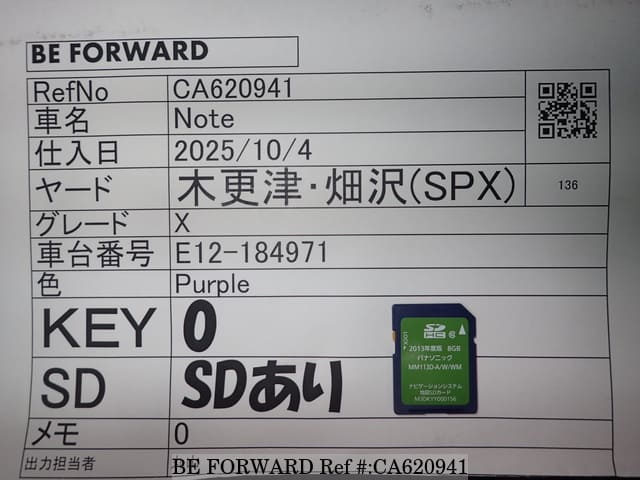 BE FORWARD
RefNo CA620941
車名 Note
仕入日 2025/10/4
ヤード 木更津・畑沢(SPX) 136
グレード X
車台番号 E12-184971
色 Purple
KEY 0
SD SDあり
LOCK
SD HC
2013年度版 8GB
パナソニック
MM113D-A/W/WM
ナビゲーションシステム
地図SDカード
M3DKYY000156
メモ 0
出力担当者
BE FORWARD Ref #:CA620941